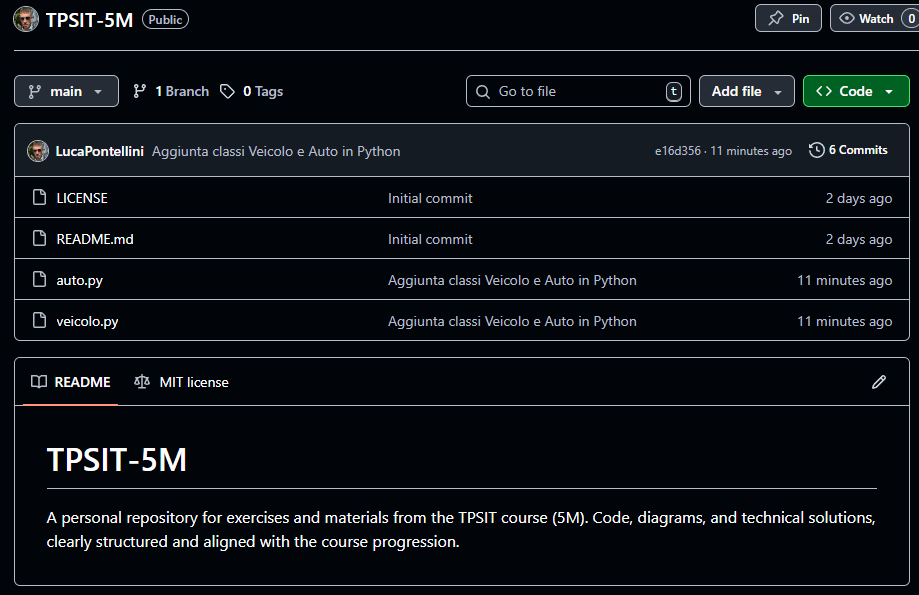 TPSIT-5M Public Pin Watch 0
main 1 Branch 0 Tags Go to file t Add file Code
LucaPontellini Aggiunta classi Veicolo e Auto in Python e16d356 · 11 minutes ago 6 Commits
LICENSE Initial commit 2 days ago
README.md Initial commit 2 days ago
auto.py Aggiunta classi Veicolo e Auto in Python 11 minutes ago
veicolo.py Aggiunta classi Veicolo e Auto in Python 11 minutes ago
README MIT license
TPSIT-5M
A personal repository for exercises and materials from the TPSIT course (5M). Code, diagrams, and technical solutions,
clearly structured and aligned with the course progression.